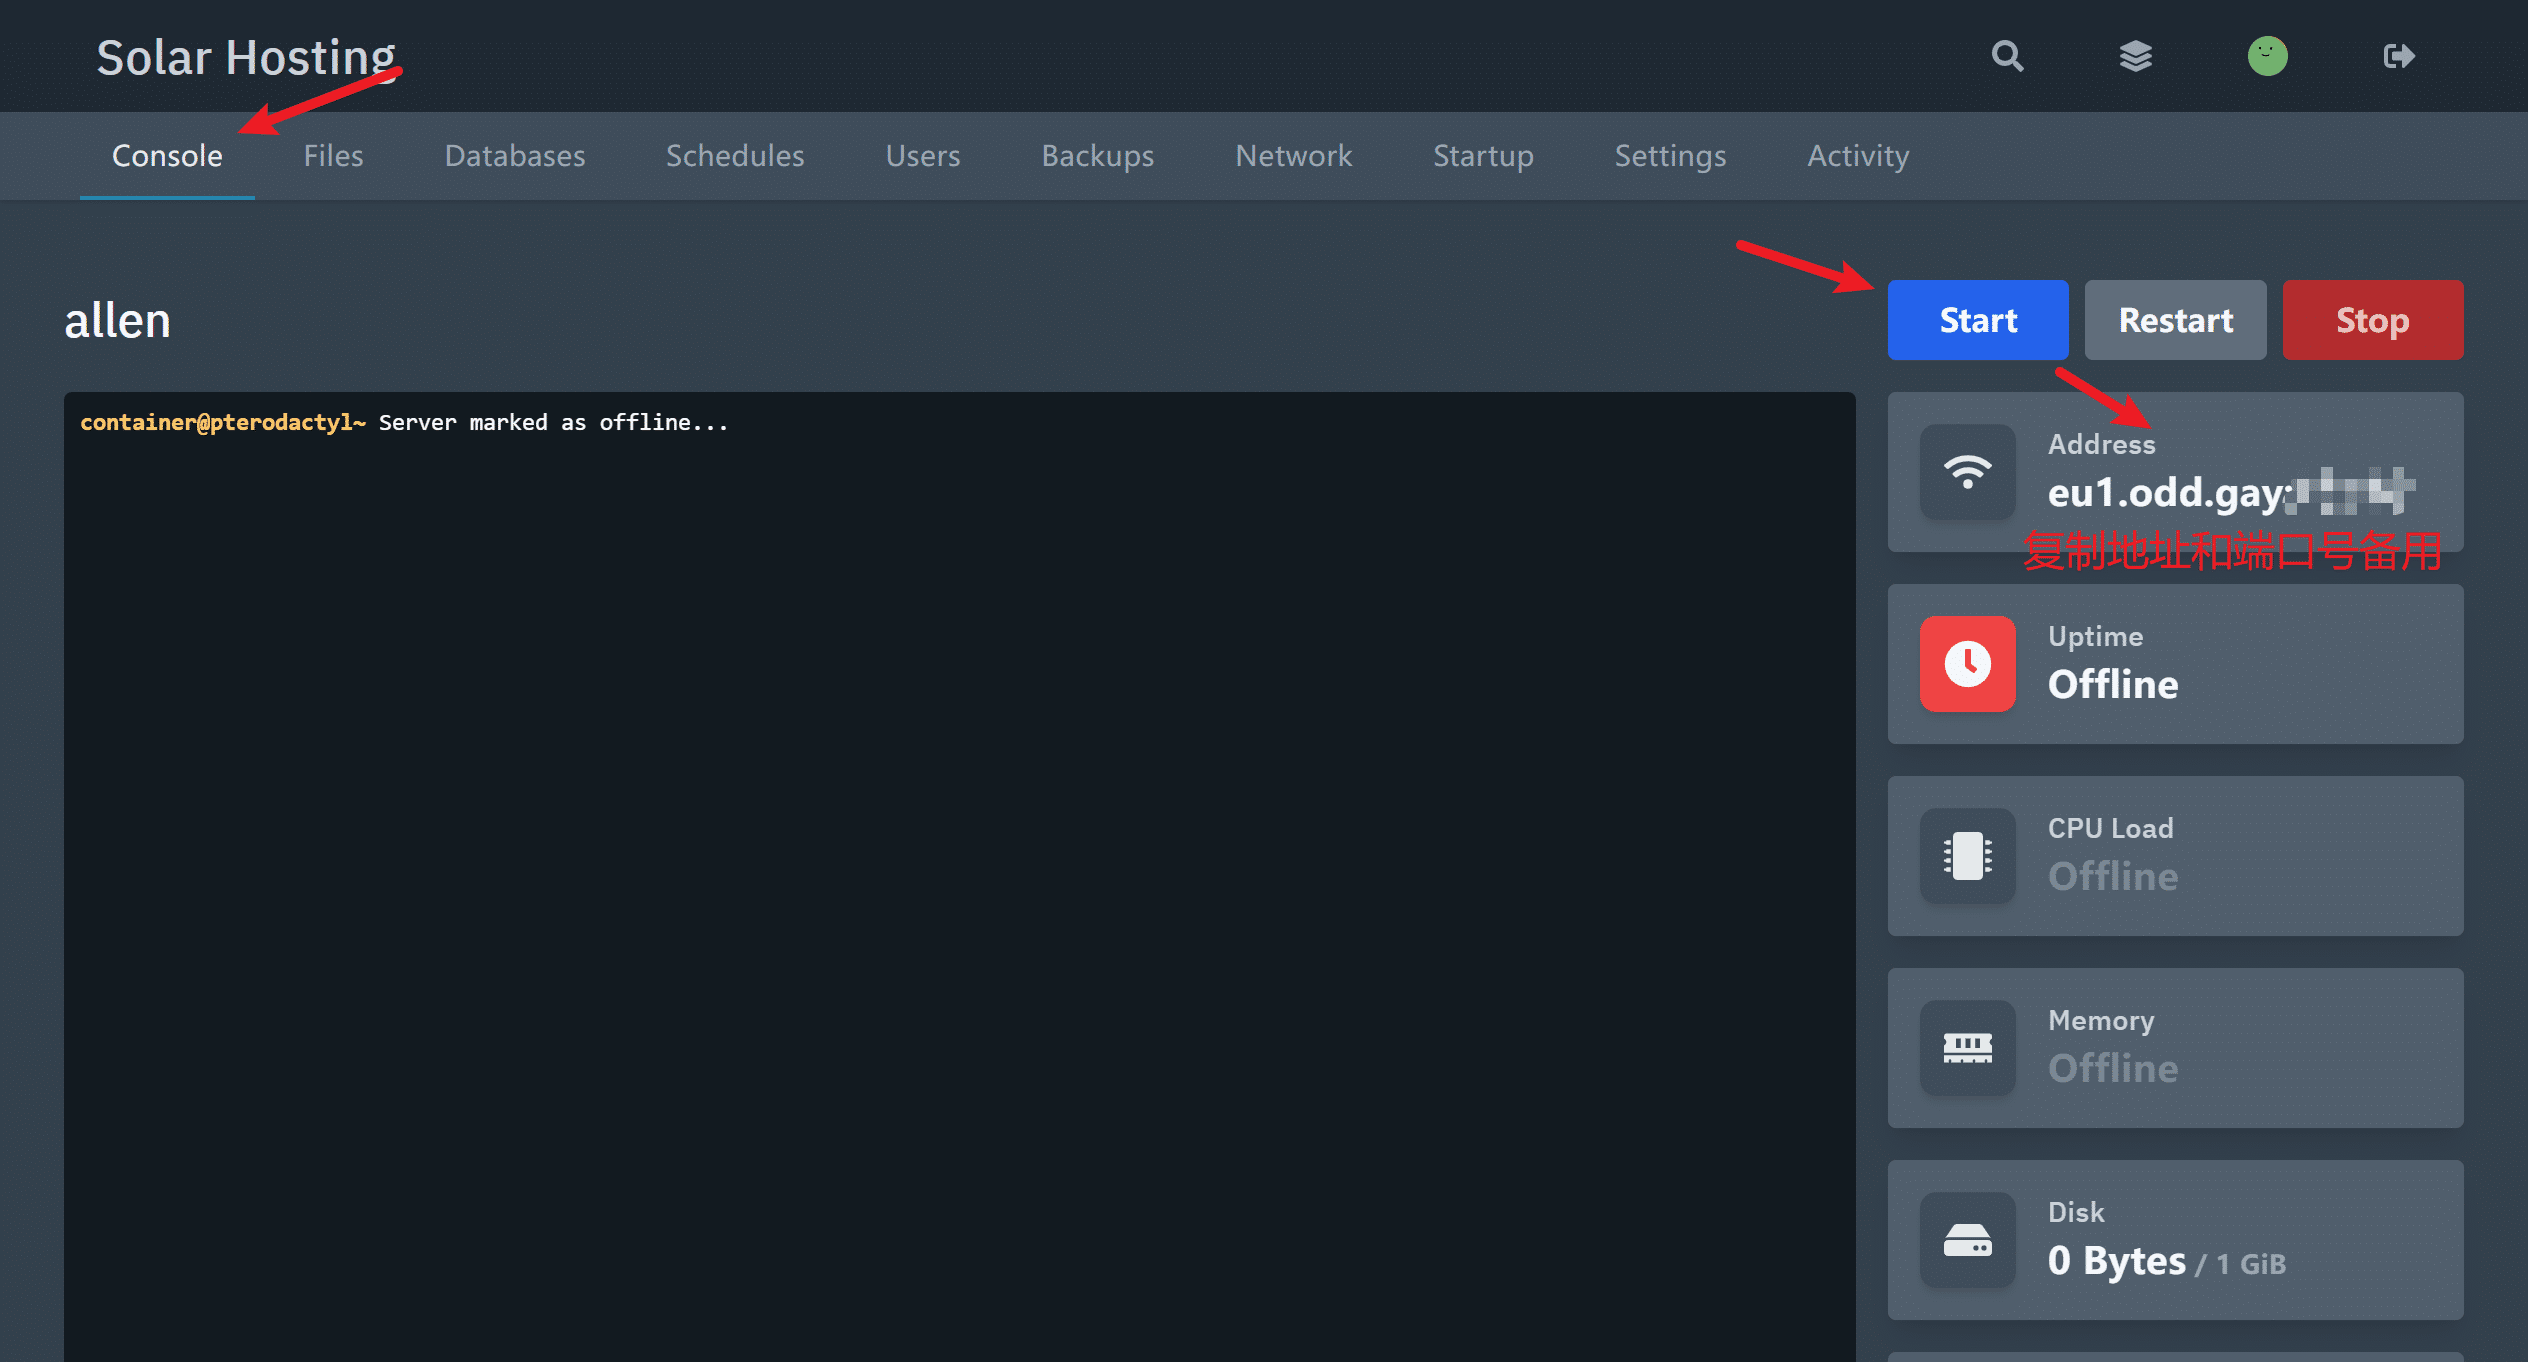 Solar Hosting
Console Files Databases Schedules Users Backups Network Startup Settings Activity
allen
Start Restart Stop
container@pterodactyl~ Server marked as offline...
Address
eu1.odd.gay:
复制地址和端口号备用
Uptime
Offline
CPU Load
Offline
Memory
Offline
Disk
0 Bytes / 1 GiB